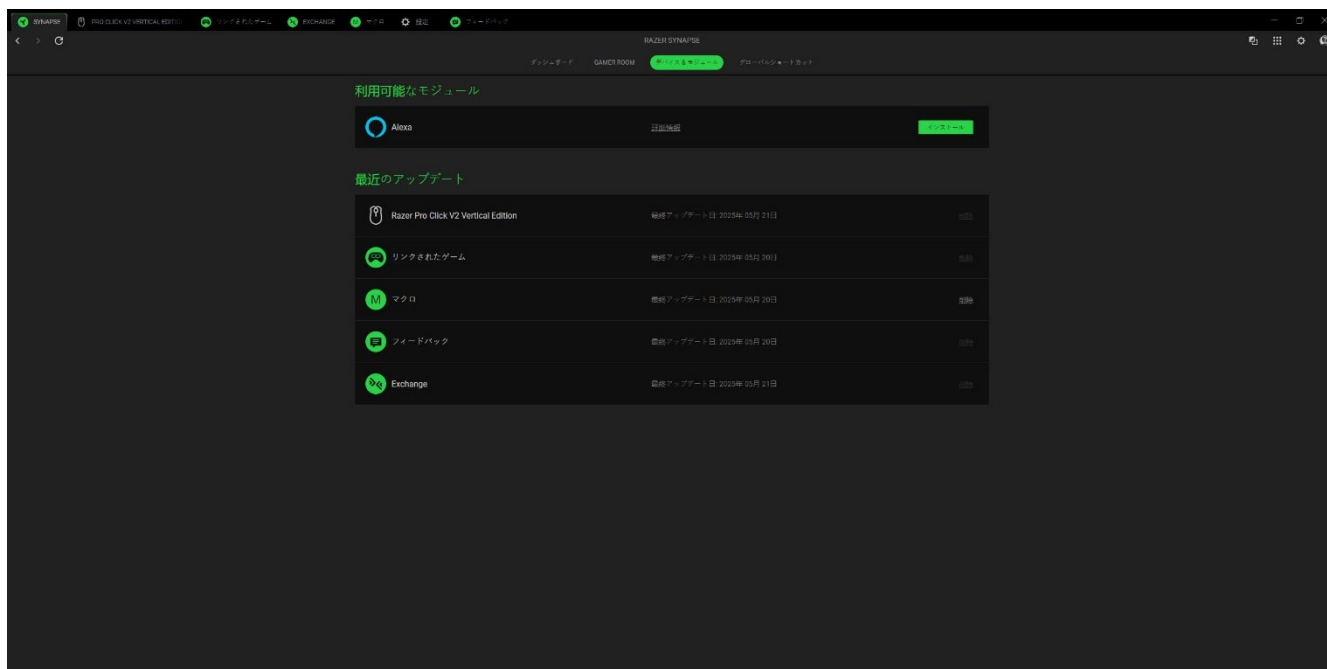 SYNAPSE PRO CLICK V2 VERTICAL EDITIO リンクされたゲーム EXCHANGE マクロ 設定 フィードバック
RAZER SYNAPSE
ダッシュボード GAMER ROOM デバイス & モジュール グローバルショートカット
利用可能なモジュール
Alexa 詳細情報 インストール
最近のアップデート
Razer Pro Click V2 Vertical Edition 最終アップデート日: 2025年 05月 21日 削除
リンクされたゲーム 最終アップデート日: 2025年 05月 20日 削除
M マクロ 最終アップデート日: 2025年 05月 20日 削除
フィードバック 最終アップデート日: 2025年 05月 20日 削除
Exchange 最終アップデート日: 2025年 05月 21日 削除